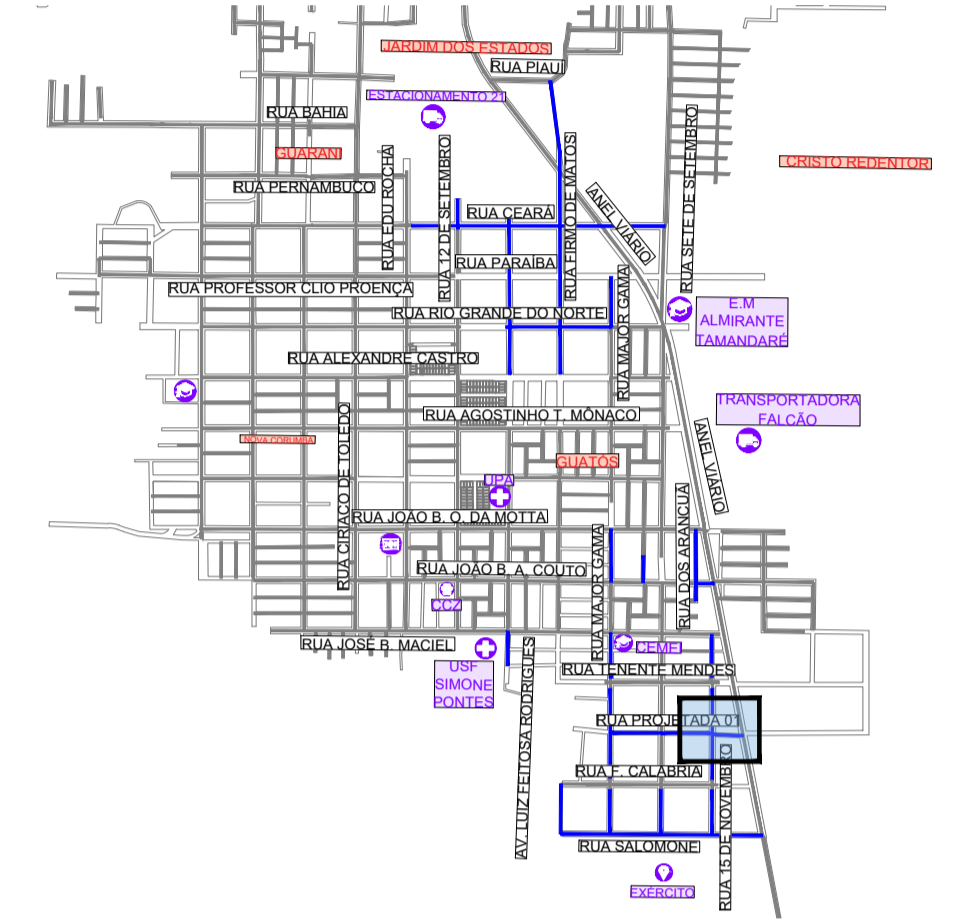 JARDIM DOS ESTADOS
RUA PIAUÍ
ESTACIONAMENTO 21
RUA BAHIA
GUARANI
CRISTO REDENTOR
RUA PERNAMBUCO
RUA EDU ROCHA
RUA 12 DE SETEMBRO
RUA FIRMO DE MATOS
RUA SETE DE SETEMBRO
ANEL VIÁRIO
RUA CEARÁ
RUA PARAÍBA
RUA PROFESSOR CLIO PROENÇA
RUA RIO GRANDE DO NORTE
RUA MAJOR GAMA
E.M
ALMIRANTE
TAMANDARÉ
RUA ALEXANDRE CASTRO
TRANSPORTADORA
FALCÃO
RUA AGOSTINHO T. MÔNACO
RUA CIRIACO DE TOLEDO
NOVA CORUMBÁ
GUATÓS
ANEL VIÁRIO
UPA
RUA JOÃO B. O. DA MOTTA
RUA MAJOR GAMA
RUA DOS GARANCIA
RUA JOÃO B. A. COUTO
CCZ
RUA JOSÉ B. MACIEL
CEMEI
USF
SIMONE
PONTES
AV. LUIZ FEITOSA RODRIGUES
RUA TENENTE MENDES
RUA PROJETADA 01
RUA F. CALÁBRIA
RUA 15 DE NOVEMBRO
RUA SALOMONE
EXÉRCITO